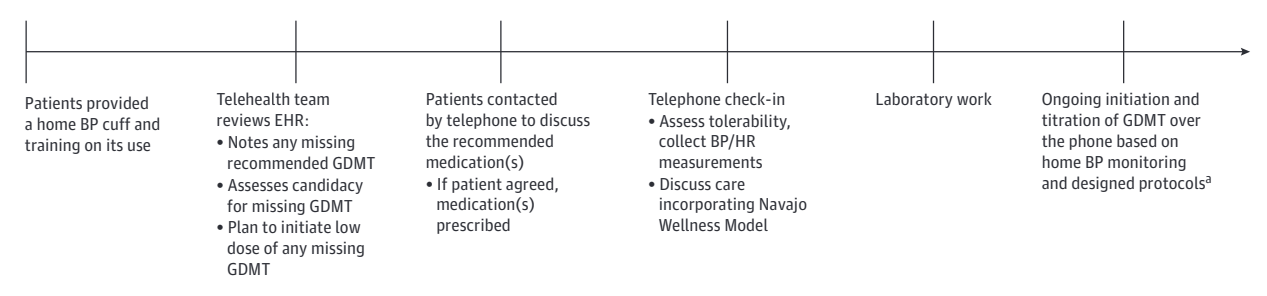 Patients provided
a home BP cuff and
training on its use
Telehealth team
reviews EHR:
• Notes any missing
recommended GDMT
• Assesses candidacy
for missing GDMT
• Plan to initiate low
dose of any missing
GDMT
Patients contacted
by telephone to discuss
the recommended
medication(s)
• If patient agreed,
medication(s)
prescribed
Telephone check-in
• Assess tolerability,
collect BP/HR
measurements
• Discuss care
incorporating Navajo
Wellness Model
Laboratory work
Ongoing initiation and
titration of GDMT over
the phone based on
home BP monitoring
and designed protocolsᵃ